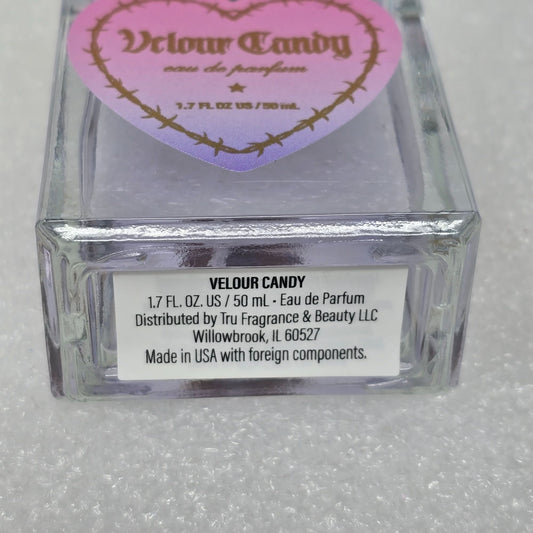 Velour Candy
eau de parfum
1.7 FL OZ US / 50 mL
VELOUR CANDY
1.7 FL. OZ. US / 50 mL - Eau de Parfum
Distributed by Tru Fragrance & Beauty LLC
Willowbrook, IL 60527
Made in USA with foreign components.